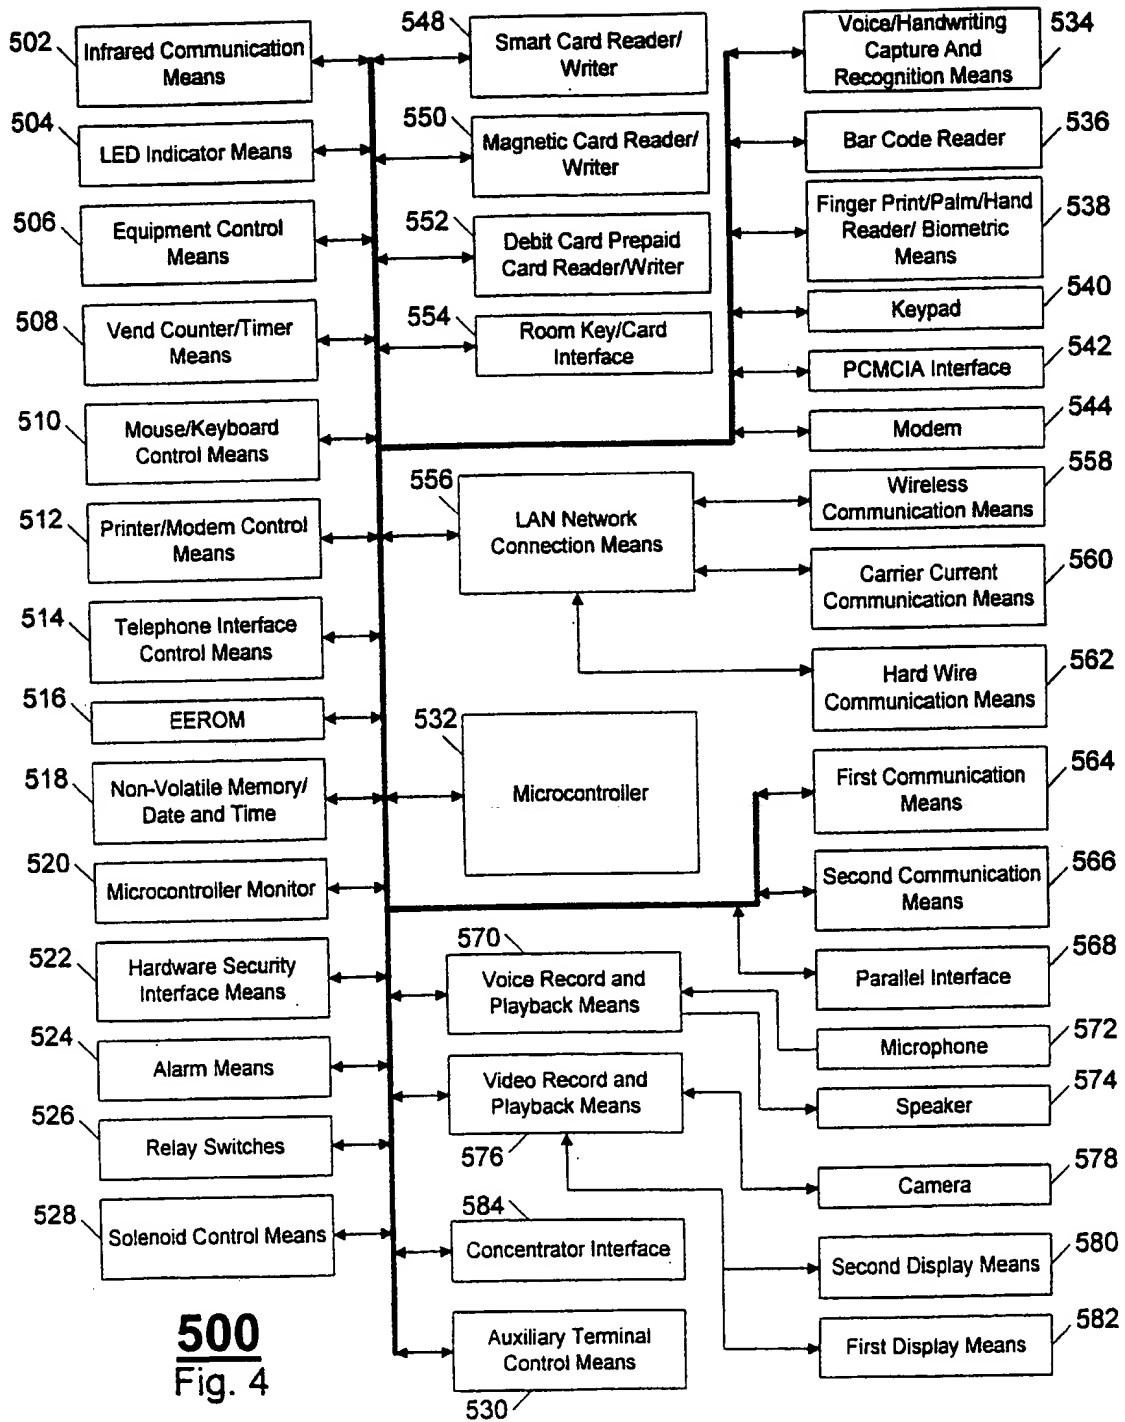 502
Infrared Communication
Means
504
LED Indicator Means
506
Equipment Control
Means
508
Vend Counter/Timer
Means
510
Mouse/Keyboard
Control Means
512
Printer/Modem Control
Means
514
Telephone Interface
Control Means
516
EEROM
518
Non-Volatile Memory/
Date and Time
520
Microcontroller Monitor
522
Hardware Security
Interface Means
524
Alarm Means
526
Relay Switches
528
Solenoid Control Means
548
Smart Card Reader/
Writer
550
Magnetic Card Reader/
Writer
552
Debit Card Prepaid
Card Reader/Writer
554
Room Key/Card
Interface
556
LAN Network
Connection Means
532
Microcontroller
570
Voice Record and
Playback Means
Video Record and
Playback Means
576
584
Concentrator Interface
Auxiliary Terminal
Control Means
530
Voice/Handwriting
Capture And
Recognition Means
534
Bar Code Reader
536
Finger Print/Palm/Hand
Reader/ Biometric
Means
538
Keypad
540
PCMCIA Interface
542
Modem
544
Wireless
Communication Means
558
Carrier Current
Communication Means
560
Hard Wire
Communication Means
562
First Communication
Means
564
Second Communication
Means
566
Parallel Interface
568
Microphone
572
Speaker
574
Camera
578
Second Display Means
580
First Display Means
582
500
Fig. 4